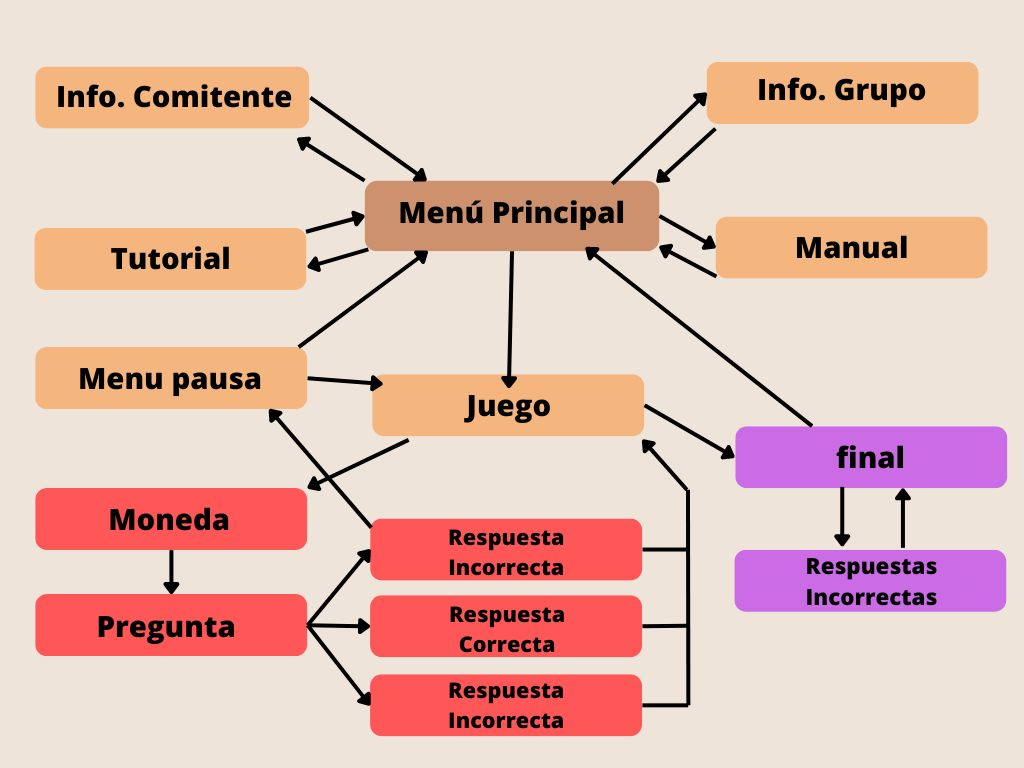 Info. Comitente
Info. Grupo
Menú Principal
Tutorial
Manual
Menu pausa
Juego
final
Moneda
Respuesta
Incorrecta
Respuestas
Incorrectas
Pregunta
Respuesta
Correcta
Respuesta
Incorrecta